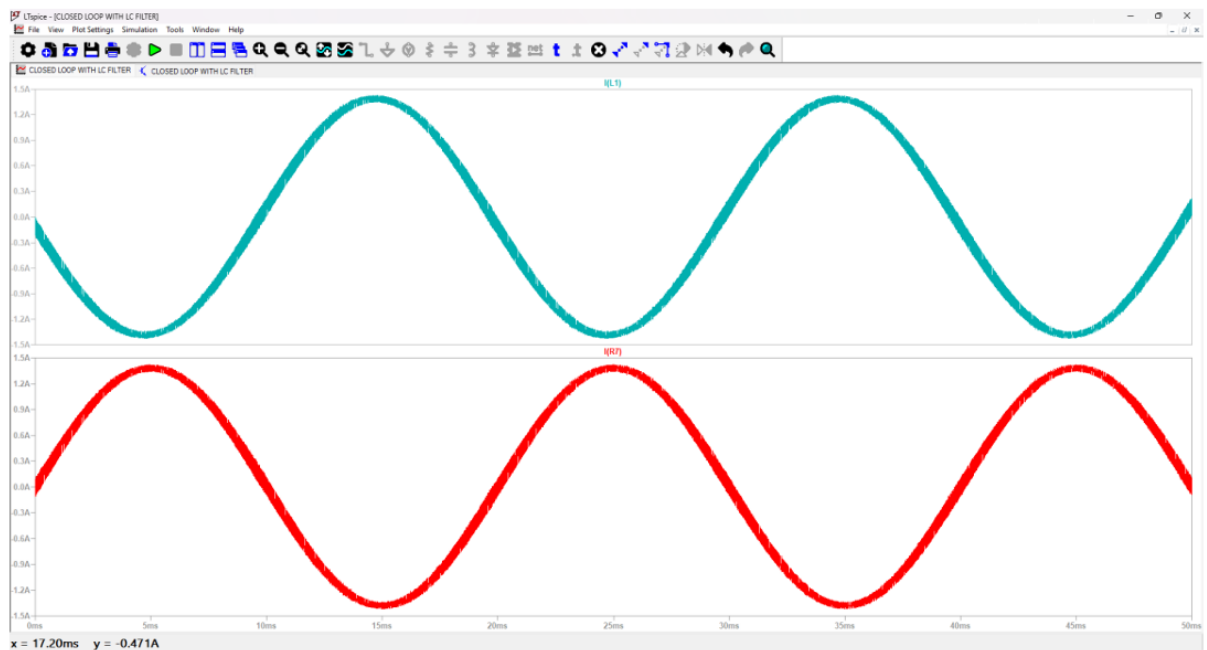 LTspice - [CLOSED LOOP WITH LC FILTER]
File View Plot Settings Simulation Tools Window Help
CLOSED LOOP WITH LC FILTER CLOSED LOOP WITH LC FILTER
I(L1)
1.5A
1.2A
0.9A
0.6A
0.3A
0.0A
-0.3A
-0.6A
-0.9A
-1.2A
-1.5A
I(R7)
1.5A
1.2A
0.9A
0.6A
0.3A
0.0A
-0.3A
-0.6A
-0.9A
-1.2A
-1.5A
0ms 5ms 10ms 15ms 20ms 25ms 30ms 35ms 40ms 45ms 50ms
x = 17.20ms y = -0.471A